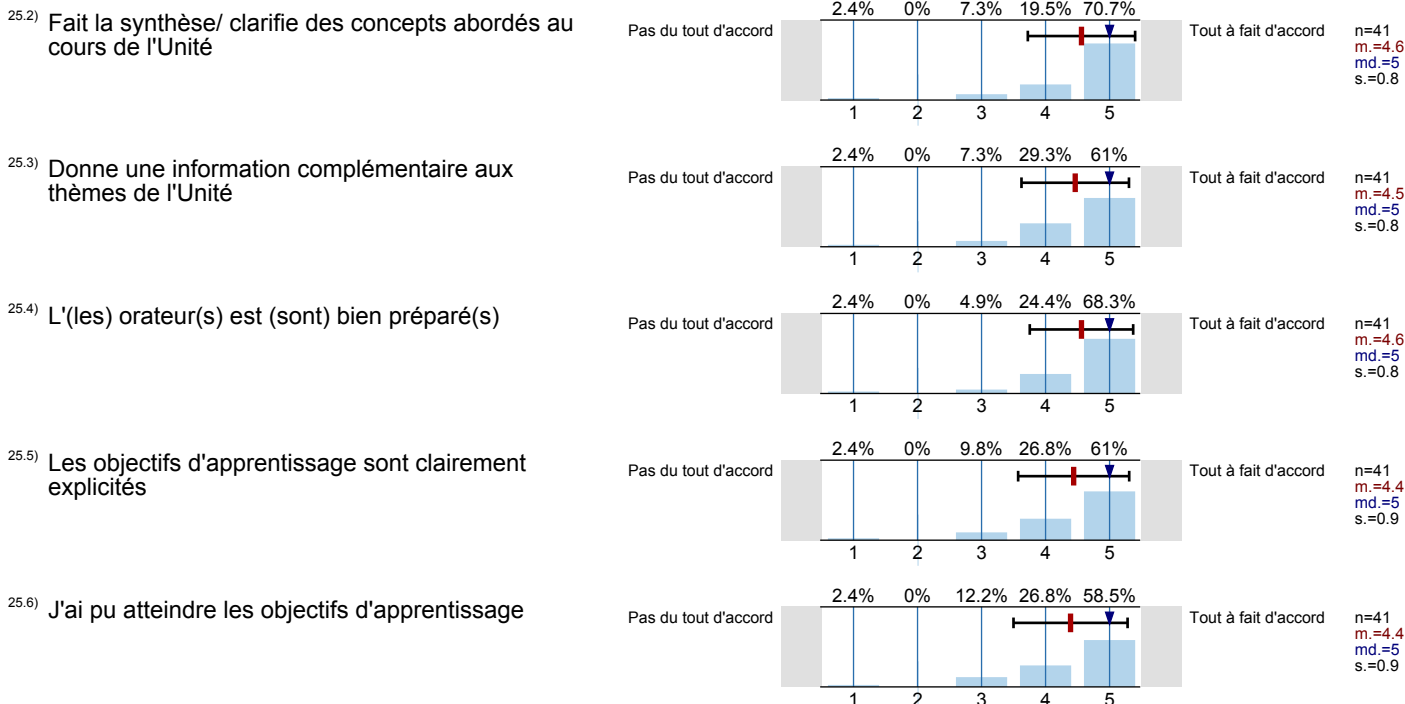 25.2) Fait la synthèse/ clarifie des concepts abordés au
cours de l'Unité
2.4% 0% 7.3% 19.5% 70.7%
Pas du tout d'accord
Tout à fait d'accord
n=41
m.=4.6
md.=5
s.=0.8
1 2 3 4 5
25.3) Donne une information complémentaire aux
thèmes de l'Unité
2.4% 0% 7.3% 29.3% 61%
Pas du tout d'accord
Tout à fait d'accord
n=41
m.=4.5
md.=5
s.=0.8
1 2 3 4 5
25.4) L'(les) orateur(s) est (sont) bien préparé(s)
2.4% 0% 4.9% 24.4% 68.3%
Pas du tout d'accord
Tout à fait d'accord
n=41
m.=4.6
md.=5
s.=0.8
1 2 3 4 5
25.5) Les objectifs d'apprentissage sont clairement
explicités
2.4% 0% 9.8% 26.8% 61%
Pas du tout d'accord
Tout à fait d'accord
n=41
m.=4.4
md.=5
s.=0.9
1 2 3 4 5
25.6) J'ai pu atteindre les objectifs d'apprentissage
2.4% 0% 12.2% 26.8% 58.5%
Pas du tout d'accord
Tout à fait d'accord
n=41
m.=4.4
md.=5
s.=0.9
1 2 3 4 5